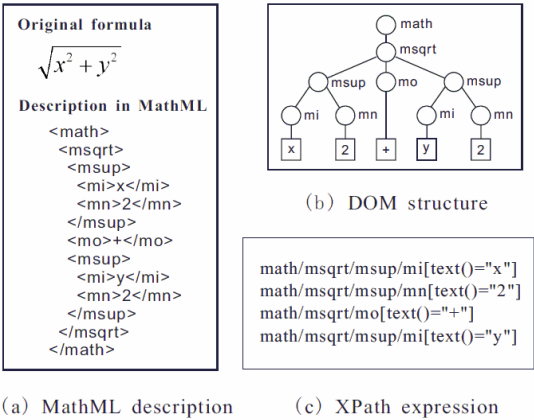 Original formula
√x² + y²
Description in MathML
<math>
<msqrt>
<msup>
<mi>x</mi>
<mn>2</mn>
</msup>
<mo>+</mo>
<msup>
<mi>y</mi>
<mn>2</mn>
</msup>
</msqrt>
</math>
(a) MathML description
math
msqrt
msup mo msup
mi mn mi mn
x 2 + y 2
(b) DOM structure
math/msqrt/msup/mi[text()="x"]
math/msqrt/msup/mn[text()="2"]
math/msqrt/mo[text()="+"]
math/msqrt/msup/mi[text()="y"]
(c) XPath expression